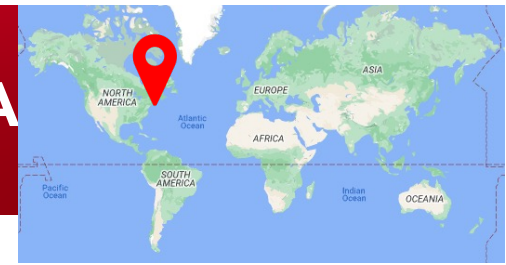 A
ASIA
EUROPE
NORTH
AMERICA
Atlantic
Ocean
AFRICA
SOUTH
AMERICA
Pacific
Ocean
Indian
Ocean
OCEANIA